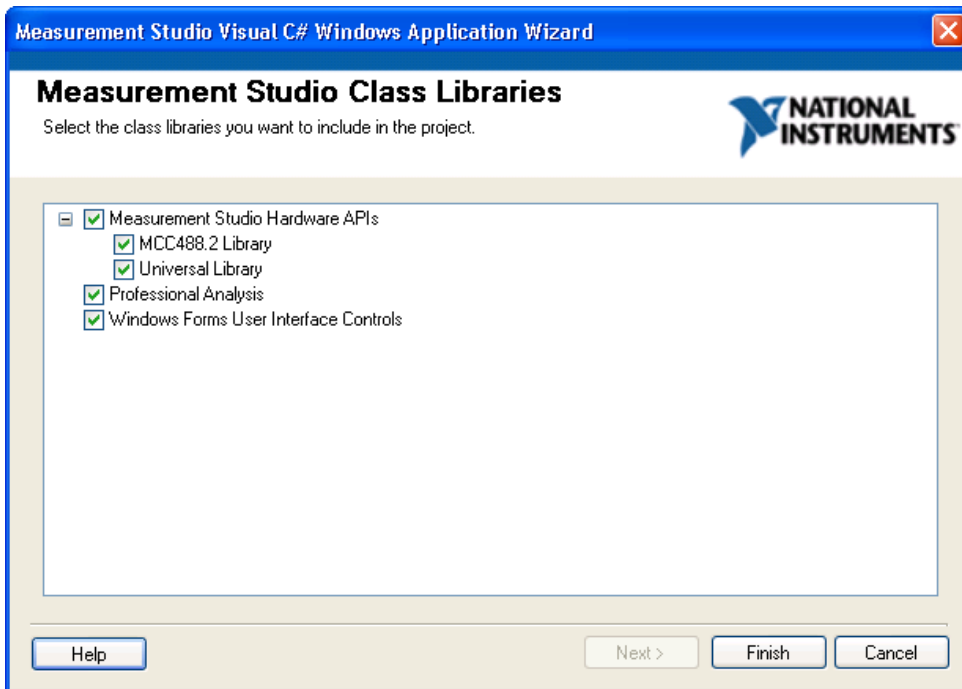 Measurement Studio Visual C# Windows Application Wizard
Measurement Studio Class Libraries
Select the class libraries you want to include in the project.
NATIONAL
INSTRUMENTS
Measurement Studio Hardware APIs
MCC488.2 Library
Universal Library
Professional Analysis
Windows Forms User Interface Controls
Help
Next >
Finish
Cancel